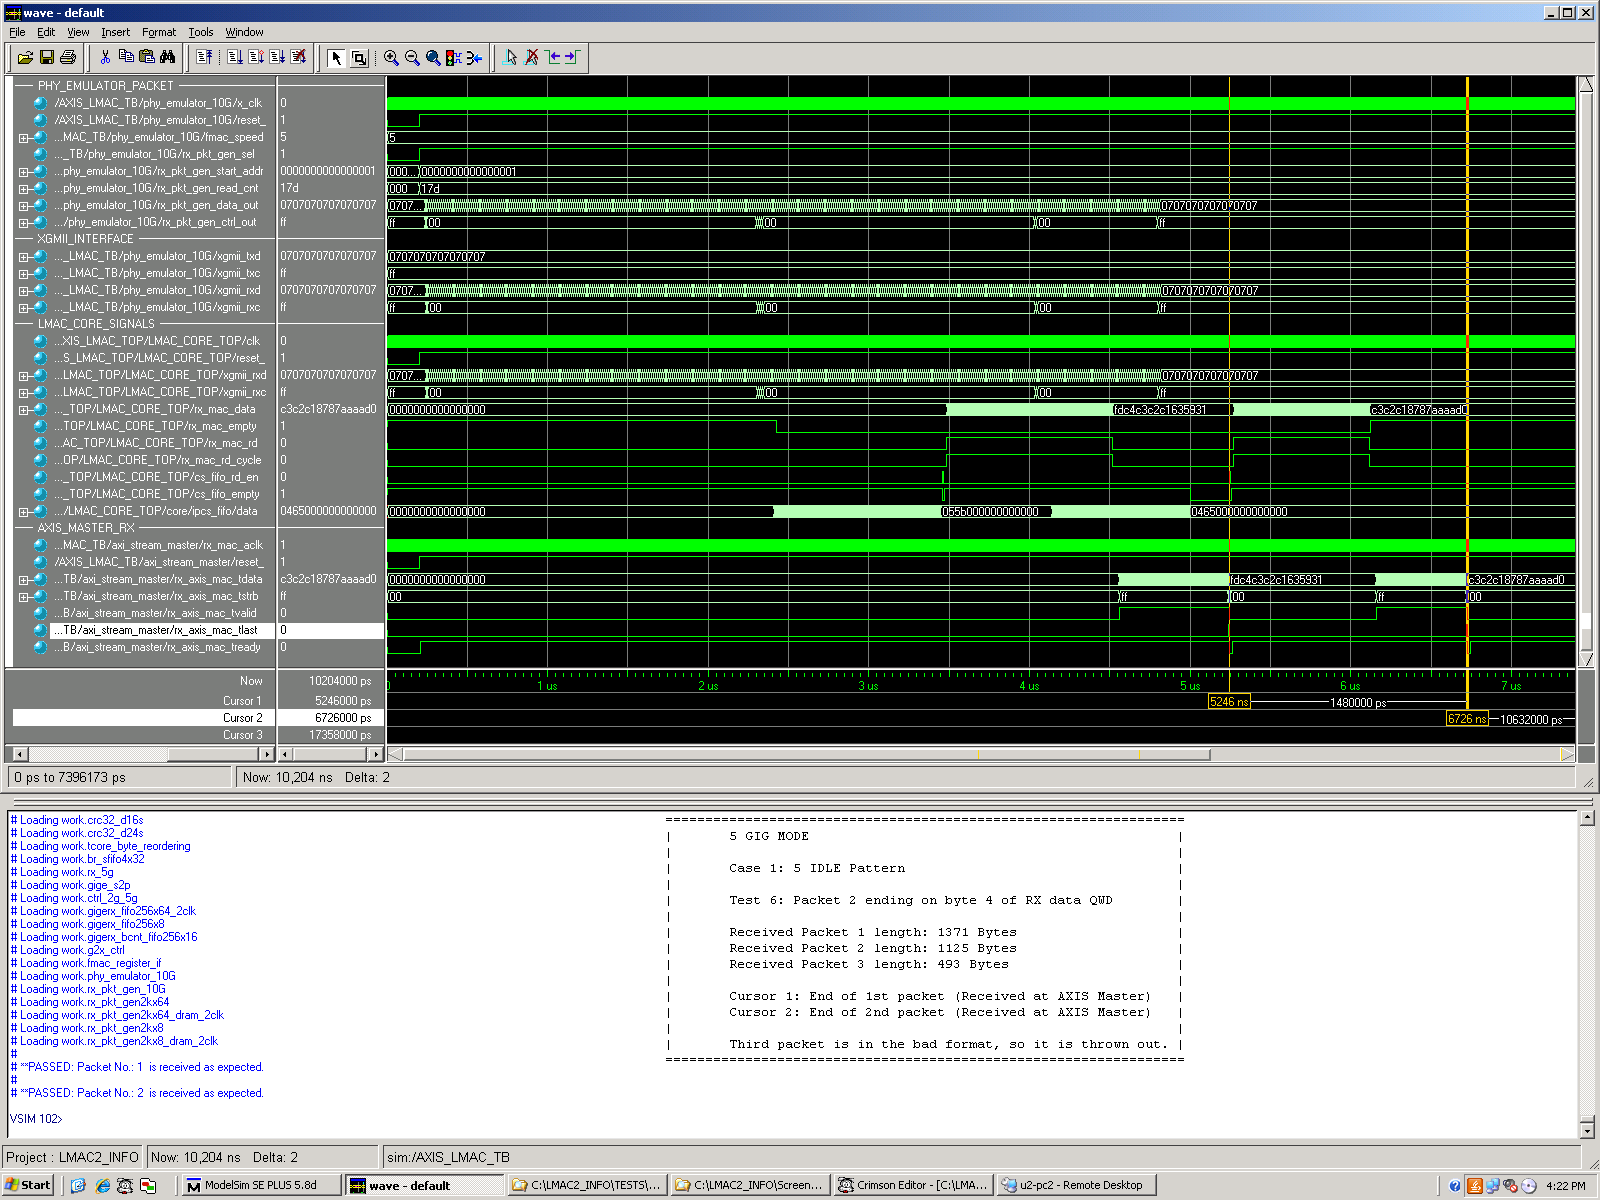 wave - default
File Edit View Insert Format Tools Window
PHY_EMULATOR_PACKET
/AXIS_LMAC_TB/phy_emulator_10G/x_clk 0
/AXIS_LMAC_TB/phy_emulator_10G/reset_ 1
...MAC_TB/phy_emulator_10G/fmac_speed 5 5
..._TB/phy_emulator_10G/rx_pkt_gen_sel 1
...phy_emulator_10G/rx_pkt_gen_start_addr 0000000000000001 000... 0000000000000001
...phy_emulator_10G/rx_pkt_gen_read_cnt 17d 000 17d
...phy_emulator_10G/rx_pkt_gen_data_out 0707070707070707 0707... 0707070707070707
.../phy_emulator_10G/rx_pkt_gen_ctrl_out ff ff 00 00 00 ff
XGMII_INTERFACE
..._LMAC_TB/phy_emulator_10G/xgmii_txd 0707070707070707 0707070707070707
..._LMAC_TB/phy_emulator_10G/xgmii_txc ff ff
..._LMAC_TB/phy_emulator_10G/xgmii_rxd 0707070707070707 0707... 0707070707070707
..._LMAC_TB/phy_emulator_10G/xgmii_rxc ff ff 00 00 00 ff
LMAC_CORE_SIGNALS
...XIS_LMAC_TOP/LMAC_CORE_TOP/clk 0
...S_LMAC_TOP/LMAC_CORE_TOP/reset_ 1
...LMAC_TOP/LMAC_CORE_TOP/xgmii_rxd 0707070707070707 0707... 0707070707070707
...LMAC_TOP/LMAC_CORE_TOP/xgmii_rxc ff ff 00 00 00 ff
..._TOP/LMAC_CORE_TOP/rx_mac_data c3c2c18787aaaad0 0000000000000000 fdc4c3c2c1635931 c3c2c18787aaaad0
...TOP/LMAC_CORE_TOP/rx_mac_empty 1
...AC_TOP/LMAC_CORE_TOP/rx_mac_rd 0
...OP/LMAC_CORE_TOP/rx_mac_rd_cycle 0
..._TOP/LMAC_CORE_TOP/cs_fifo_rd_en 0
..._TOP/LMAC_CORE_TOP/cs_fifo_empty 1
.../LMAC_CORE_TOP/core/ipcs_fifo/data 0465000000000000 0000000000000000 055b000000000000 0465000000000000
AXIS_MASTER_RX
...MAC_TB/axi_stream_master/rx_mac_aclk 1
/AXIS_LMAC_TB/axi_stream_master/reset_ 1
...TB/axi_stream_master/rx_axis_mac_tdata c3c2c18787aaaad0 0000000000000000 fdc4c3c2c1635931 c3c2c18787aaaad0
...TB/axi_stream_master/rx_axis_mac_tstrb ff 00 ff 00 ff 00
...B/axi_stream_master/rx_axis_mac_tvalid 0
...TB/axi_stream_master/rx_axis_mac_tlast 0
...B/axi_stream_master/rx_axis_mac_tready 0
Now 10204000 ps 0 1 us 2 us 3 us 4 us 5 us 6 us 7 us
Cursor 1 5246000 ps 5246 ns 1480000 ps
Cursor 2 6726000 ps 6726 ns 10632000 ps
Cursor 3 17358000 ps
0 ps to 7396173 ps Now: 10,204 ns Delta: 2
# Loading work.crc32_d16s
# Loading work.crc32_d24s
# Loading work.tcore_byte_reordering
# Loading work.br_sfifo4x32
# Loading work.rx_5g
# Loading work.gige_s2p
# Loading work.ctrl_2g_5g
# Loading work.gigerx_fifo256x64_2clk
# Loading work.gigerx_fifo256x8
# Loading work.gigerx_bcnt_fifo256x16
# Loading work.g2x_ctrl
# Loading work.fmac_register_if
# Loading work.phy_emulator_10G
# Loading work.rx_pkt_gen_10G
# Loading work.rx_pkt_gen2kx64
# Loading work.rx_pkt_gen2kx64_dram_2clk
# Loading work.rx_pkt_gen2kx8
# Loading work.rx_pkt_gen2kx8_dram_2clk
#
# **PASSED: Packet No.: 1 is received as expected.
#
# **PASSED: Packet No.: 2 is received as expected.
VSIM 102>
5 GIG MODE
Case 1: 5 IDLE Pattern
Test 6: Packet 2 ending on byte 4 of RX data QWD
Received Packet 1 length: 1371 Bytes
Received Packet 2 length: 1125 Bytes
Received Packet 3 length: 493 Bytes
Cursor 1: End of 1st packet (Received at AXIS Master)
Cursor 2: End of 2nd packet (Received at AXIS Master)
Third packet is in the bad format, so it is thrown out.
Project : LMAC2_INFO Now: 10,204 ns Delta: 2 sim:/AXIS_LMAC_TB
Start ModelSim SE PLUS 5.8d wave - default C:\LMAC2_INFO\TESTS\... C:\LMAC2_INFO\Screen... Crimson Editor - [C:\LMA... u2-pc2 - Remote Desktop 4:22 PM